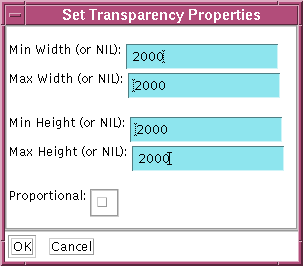 Set Transparency Properties
Min Width (or NIL): 2000
Max Width (or NIL): 2000
Min Height (or NIL): 2000
Max Height (or NIL): 2000
Proportional:
OK Cancel